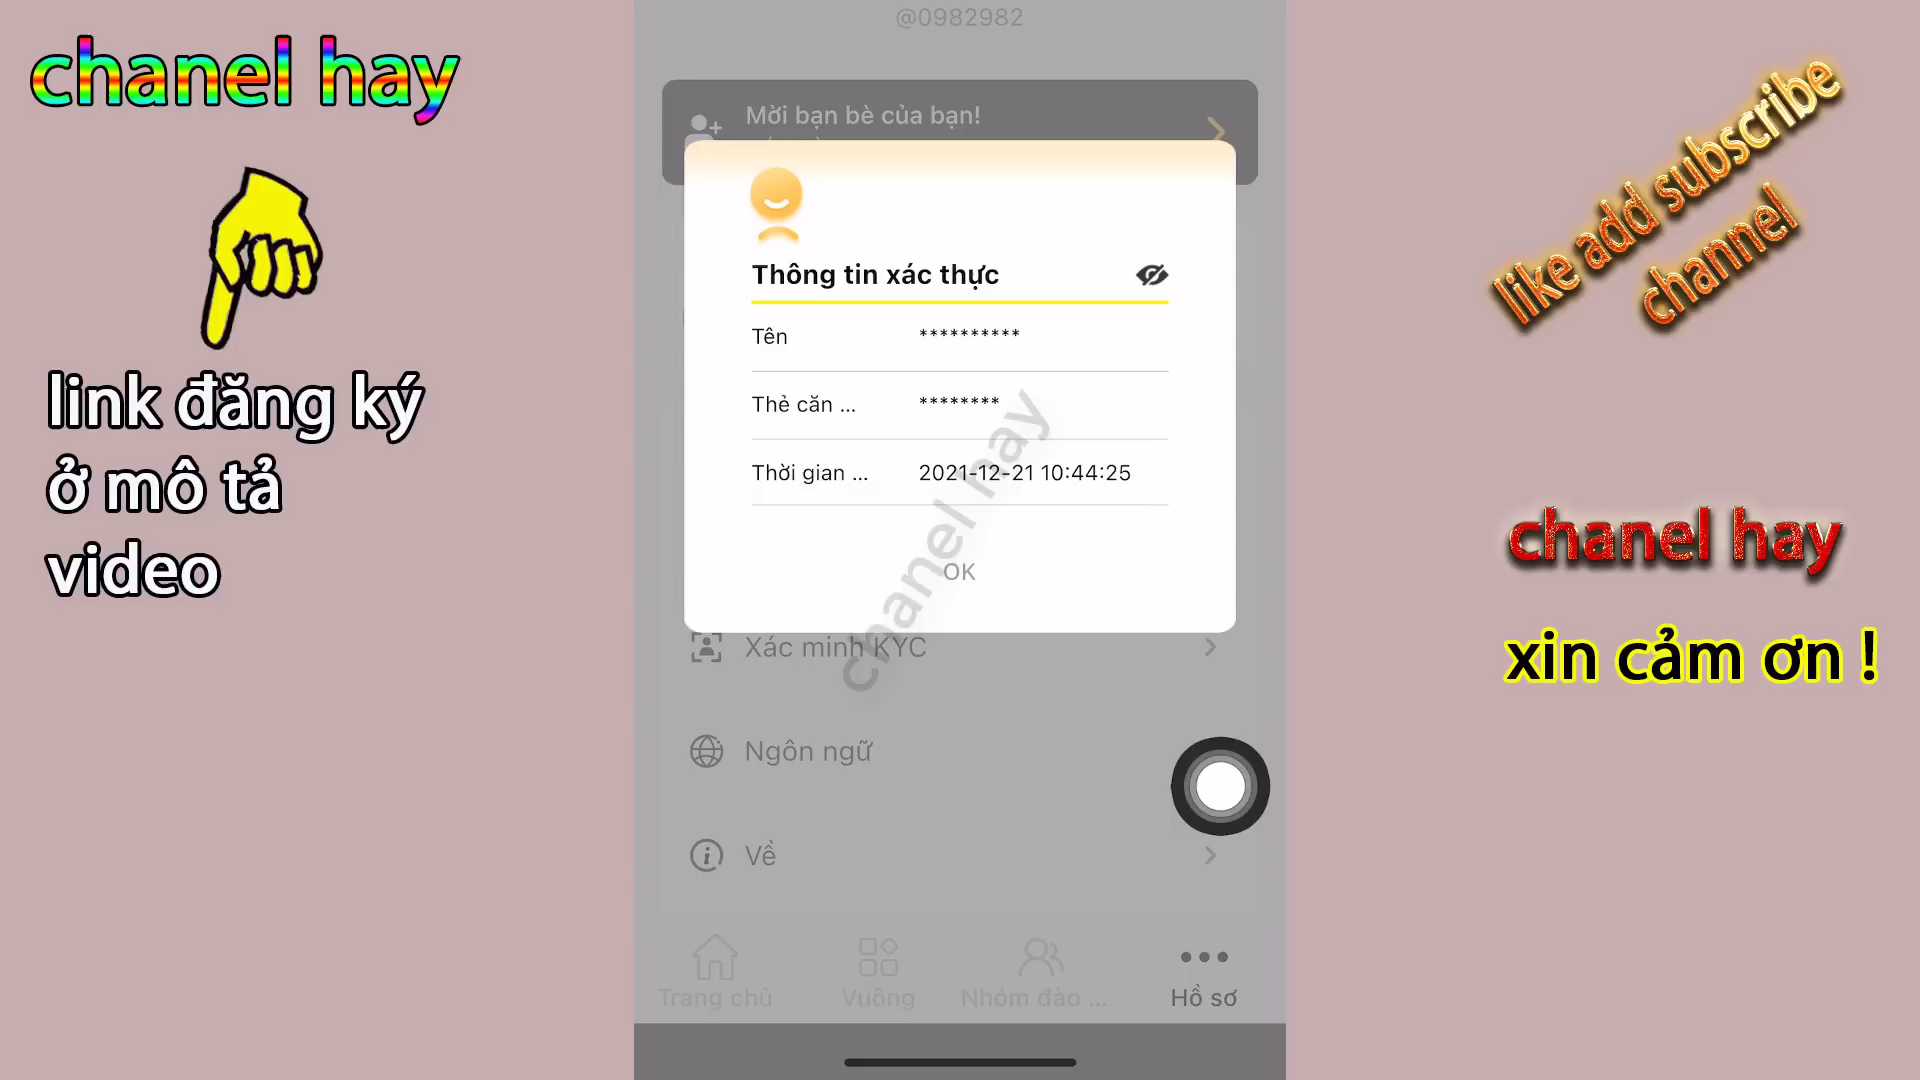 chanel hay
link đăng ký
ở mô tả
video
@0982982
Mời bạn bè của bạn!
Thông tin xác thực
Tên **********
Thẻ căn ... ********
Thời gian ... 2021-12-21 10:44:25
OK
chanel hay
Xác minh KYC
Ngôn ngữ
Về
Trang chủ
Vuông
Nhóm đào ...
Hồ sơ
like add subscribe
channel
chanel hay
xin cảm ơn !